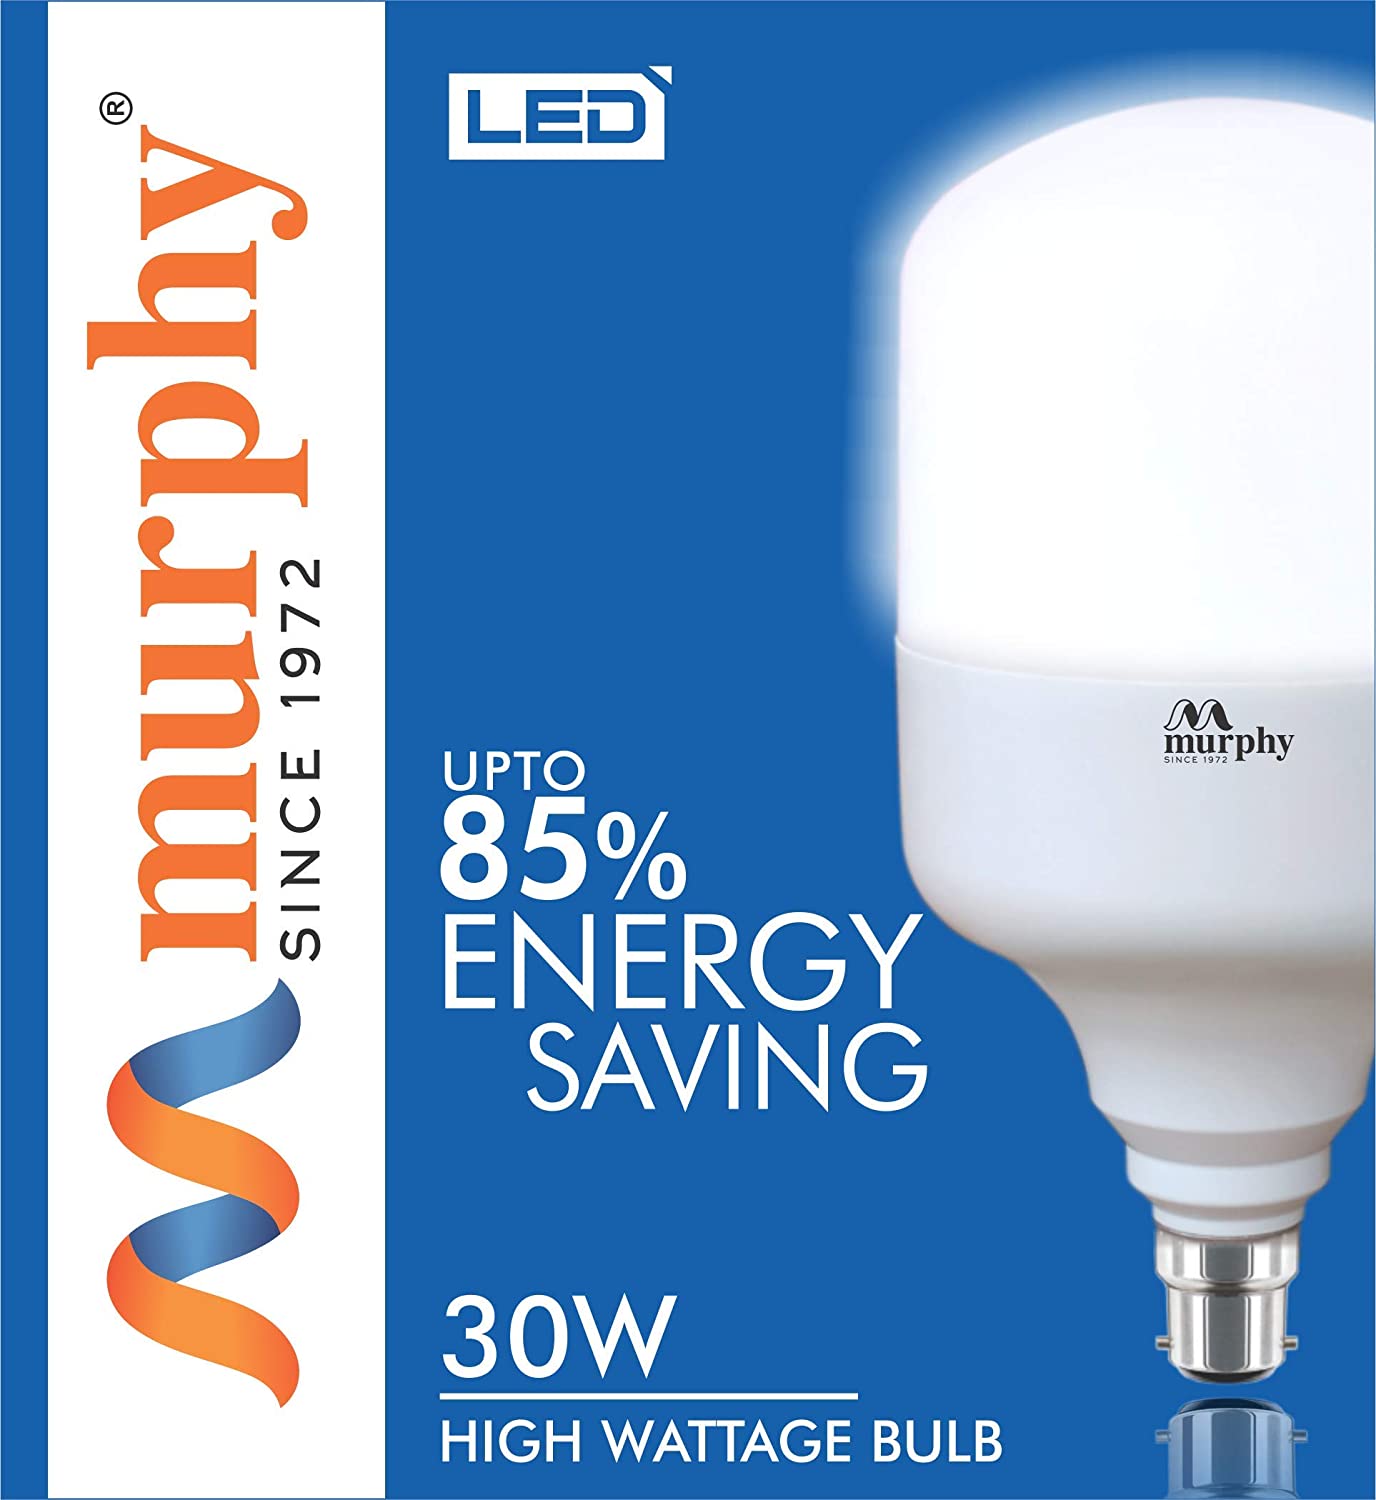 murphy®
SINCE 1972
LED
UPTO
85%
ENERGY
SAVING
murphy
SINCE 1972
30W
HIGH WATTAGE BULB